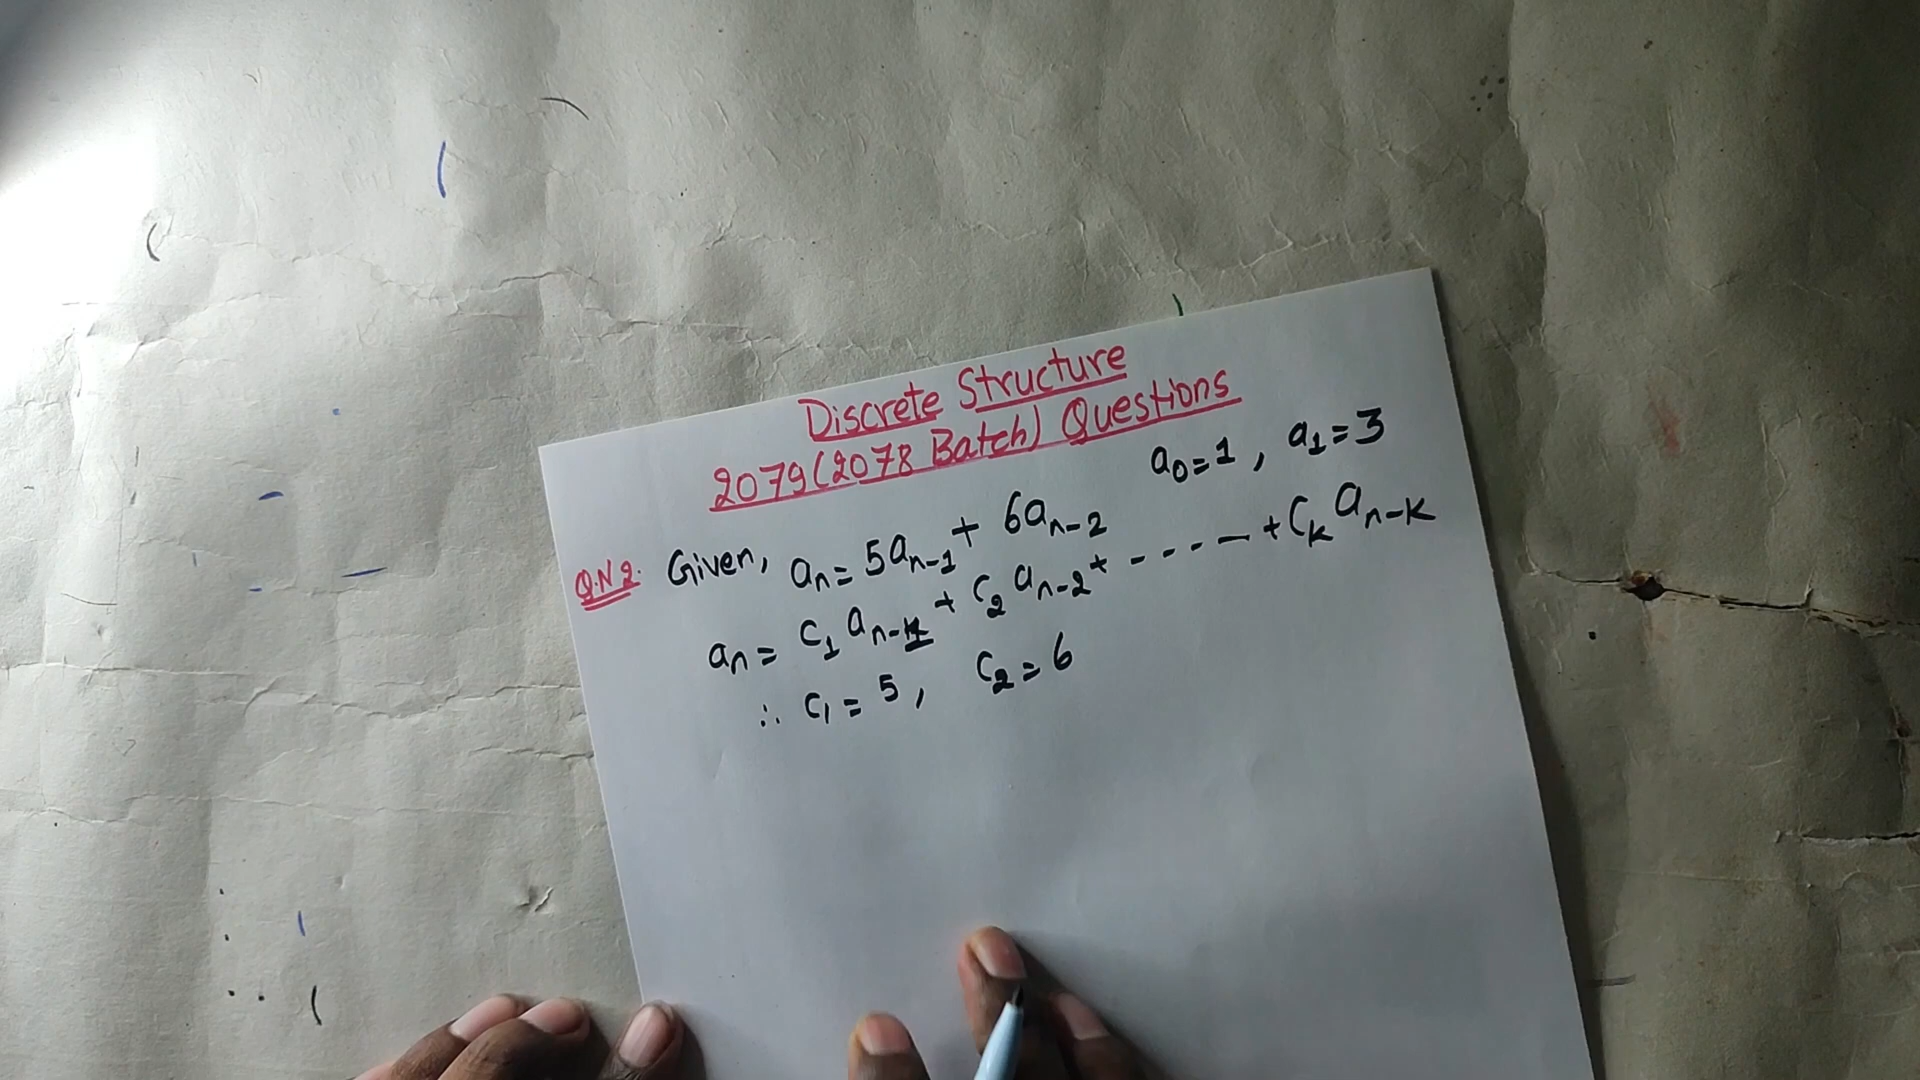 Discrete Structure
2079(2078 Batch) Questions
Q.N 2. Given, an = 5an-1 + 6an-2 a0=1, a1=3
an = c1 an-1 + c2 an-2 + ----- + Ck an-k
∴ c1 = 5, c2 = 6